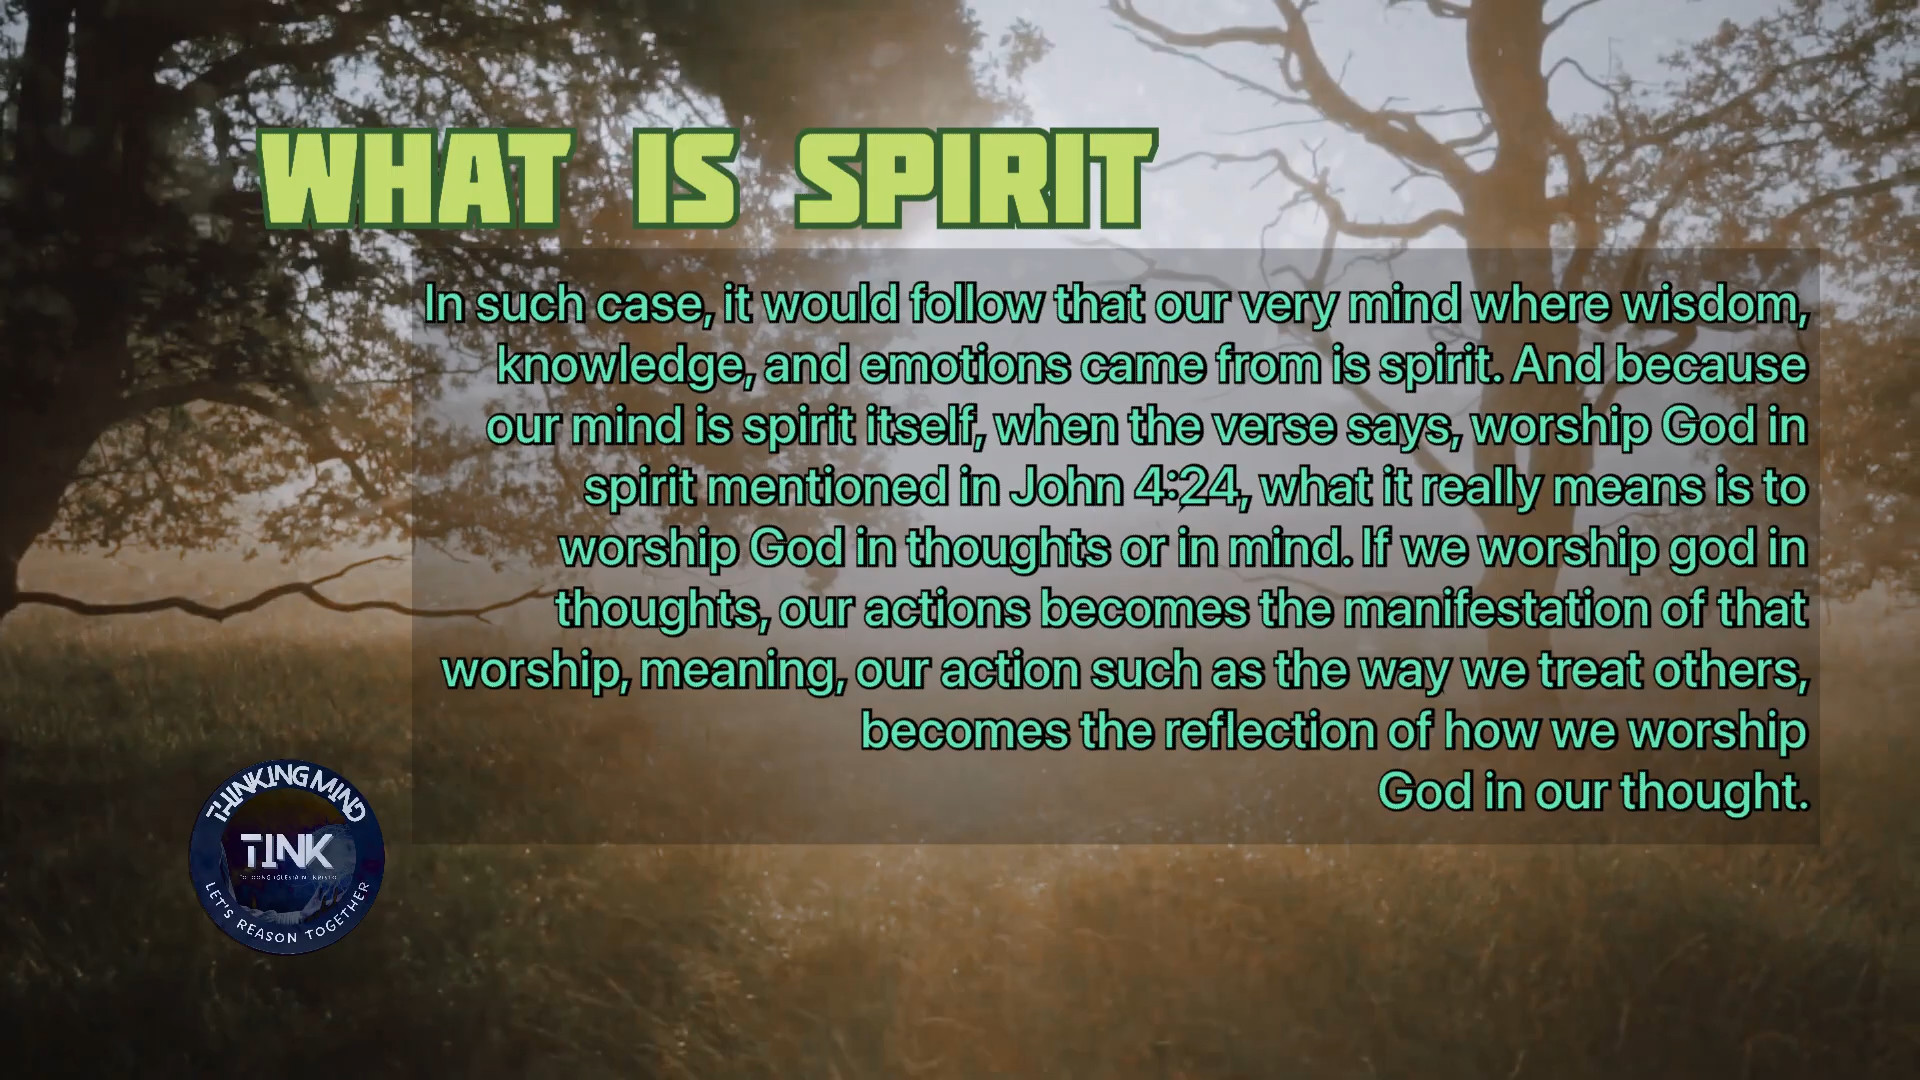 WHAT IS SPIRIT
In such case, it would follow that our very mind where wisdom,
knowledge, and emotions came from is spirit. And because
our mind is spirit itself, when the verse says, worship God in
spirit mentioned in John 4:24, what it really means is to
worship God in thoughts or in mind. If we worship god in
thoughts, our actions becomes the manifestation of that
worship, meaning, our action such as the way we treat others,
becomes the reflection of how we worship
God in our thought.
THINKING MIND
TINK
LET'S REASON TOGETHER